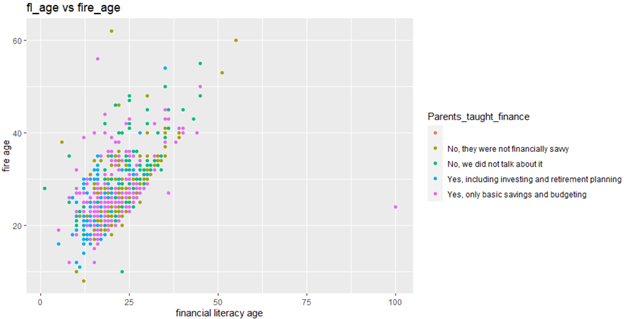 fl_age vs fire_age
60
40
20
fire age
0
25
50
75
100
financial literacy age
Parents_taught_finance
No, they were not financially savvy
No, we did not talk about it
Yes, including investing and retirement planning
Yes, only basic savings and budgeting